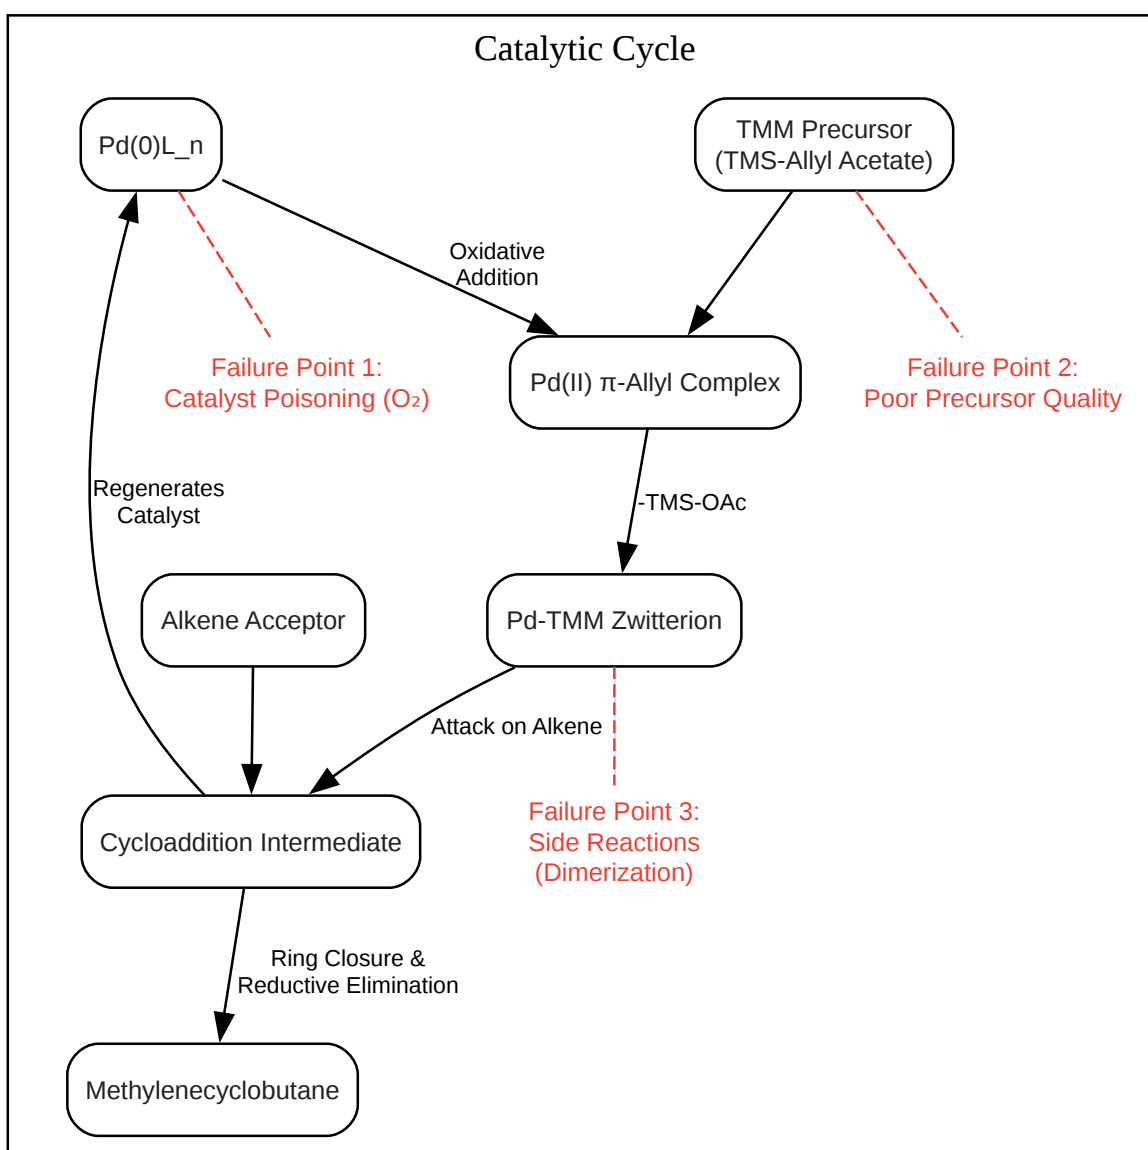 Catalytic Cycle
Pd(0)L_n
TMM Precursor
(TMS-Allyl Acetate)
Oxidative
Addition
Failure Point 1:
Catalyst Poisoning (O₂)
Pd(II) π-Allyl Complex
Failure Point 2:
Poor Precursor Quality
Regenerates
Catalyst
-TMS-OAc
Alkene Acceptor
Pd-TMM Zwitterion
Attack on Alkene
Cycloaddition Intermediate
Failure Point 3:
Side Reactions
(Dimerization)
Ring Closure &
Reductive Elimination
Methylenecyclobutane